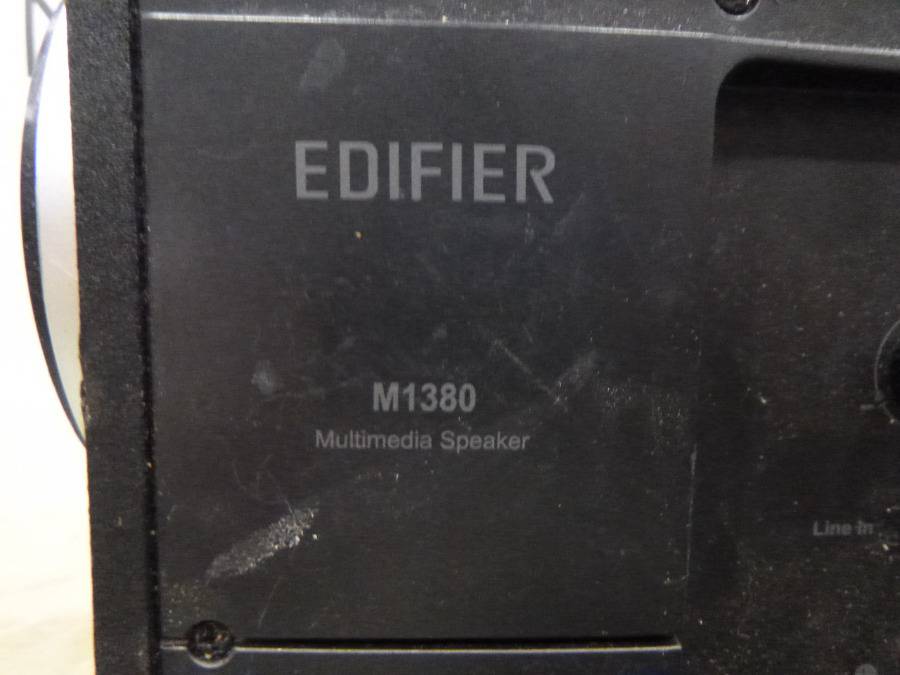 EDIFIER
M1380
Multimedia Speaker
Line in